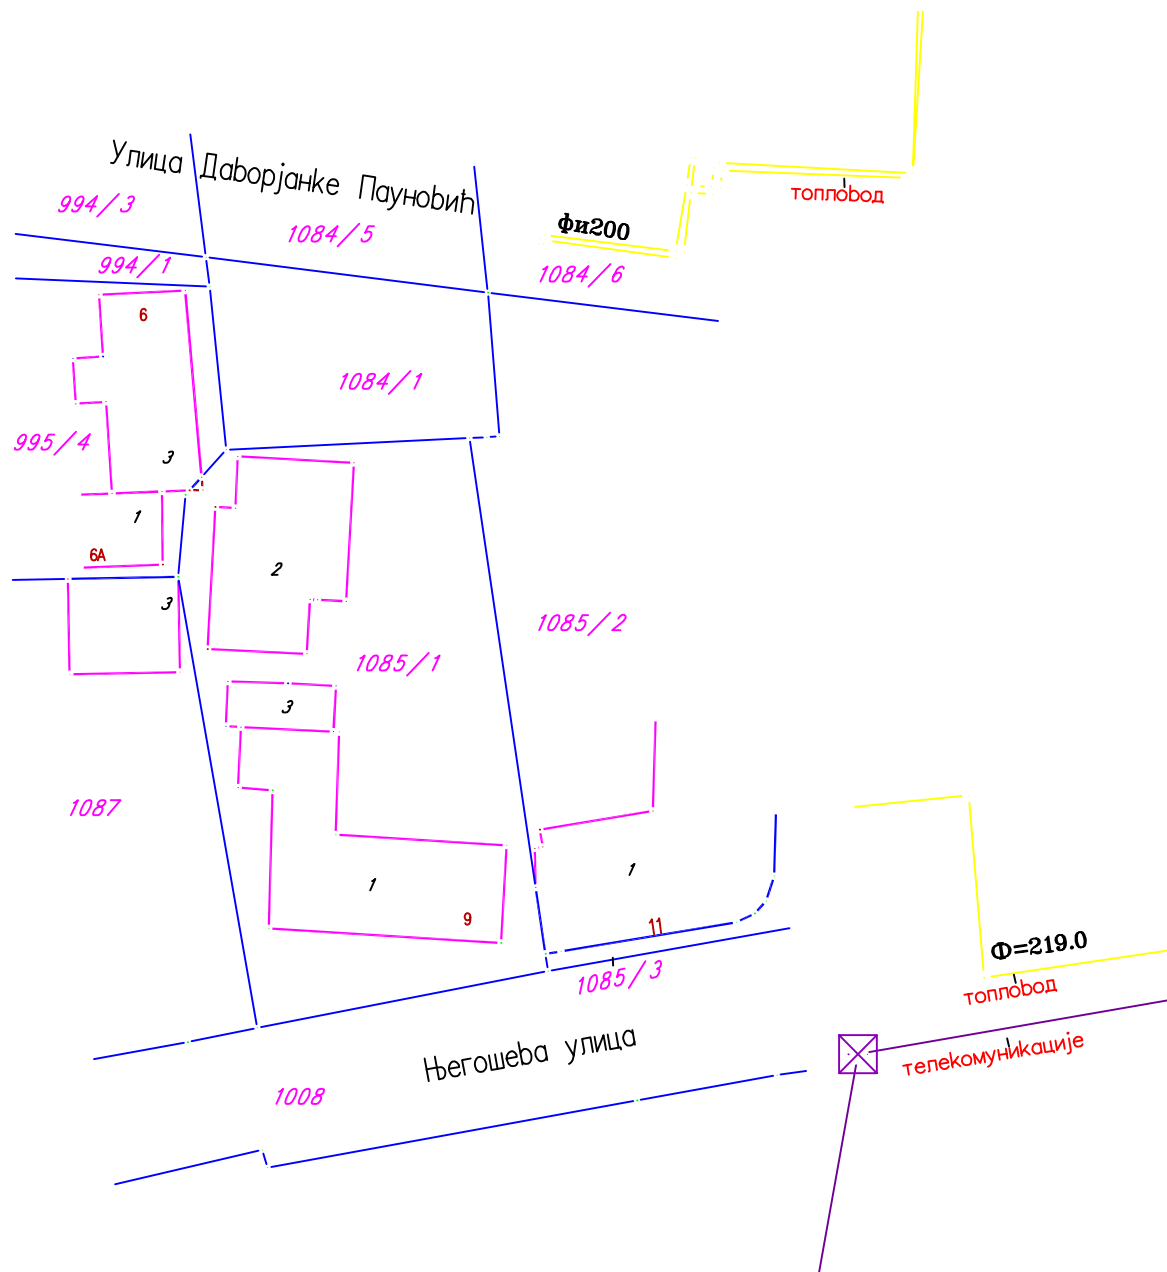 Улица Даворјанке Пауновић
994/3
1084/5
топловод
фи200
994/1
1084/6
6
1084/1
995/4
3
1
6А
2
3
1085/2
1085/1
3
1087
1
1
9
11
Ф=219.0
1085/3
топловод
Његошева улица
телекомуникације
1008